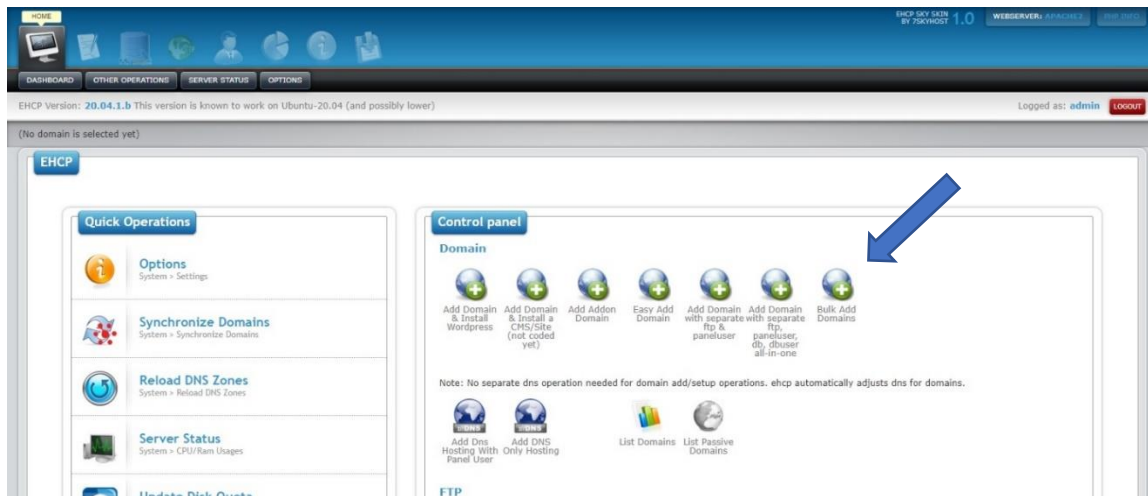 HOME
EHCP SKY SKIN
BY 7SKYHOST 1.0
WEBSERVER: APACHE2
PHP INFO
DASHBOARD
OTHER OPERATIONS
SERVER STATUS
OPTIONS
EHCP Version: 20.04.1.b This version is known to work on Ubuntu-20.04 (and possibly lower)
Logged as: admin
LOGOUT
(No domain is selected yet)
EHCP
Quick Operations
Options
System » Settings
Synchronize Domains
System » Synchronize Domains
Reload DNS Zones
System » Reload DNS Zones
Server Status
System » CPU/Ram Usages
Update Disk Quota
Control panel
Domain
Add Domain
& Install
Wordpress
Add Domain
& Install a
CMS/Site
(not coded
yet)
Add Addon
Domain
Easy Add
Domain
Add Domain
with separate
ftp &
paneluser
Add Domain
with separate
ftp,
paneluser,
db, dbuser
all-in-one
Bulk Add
Domains
Note: No separate dns operation needed for domain add/setup operations. ehcp automatically adjusts dns for domains.
DNS
Add Dns
Hosting With
Panel User
DNS
Add DNS
Only Hosting
List Domains
List Passive
Domains
FTP